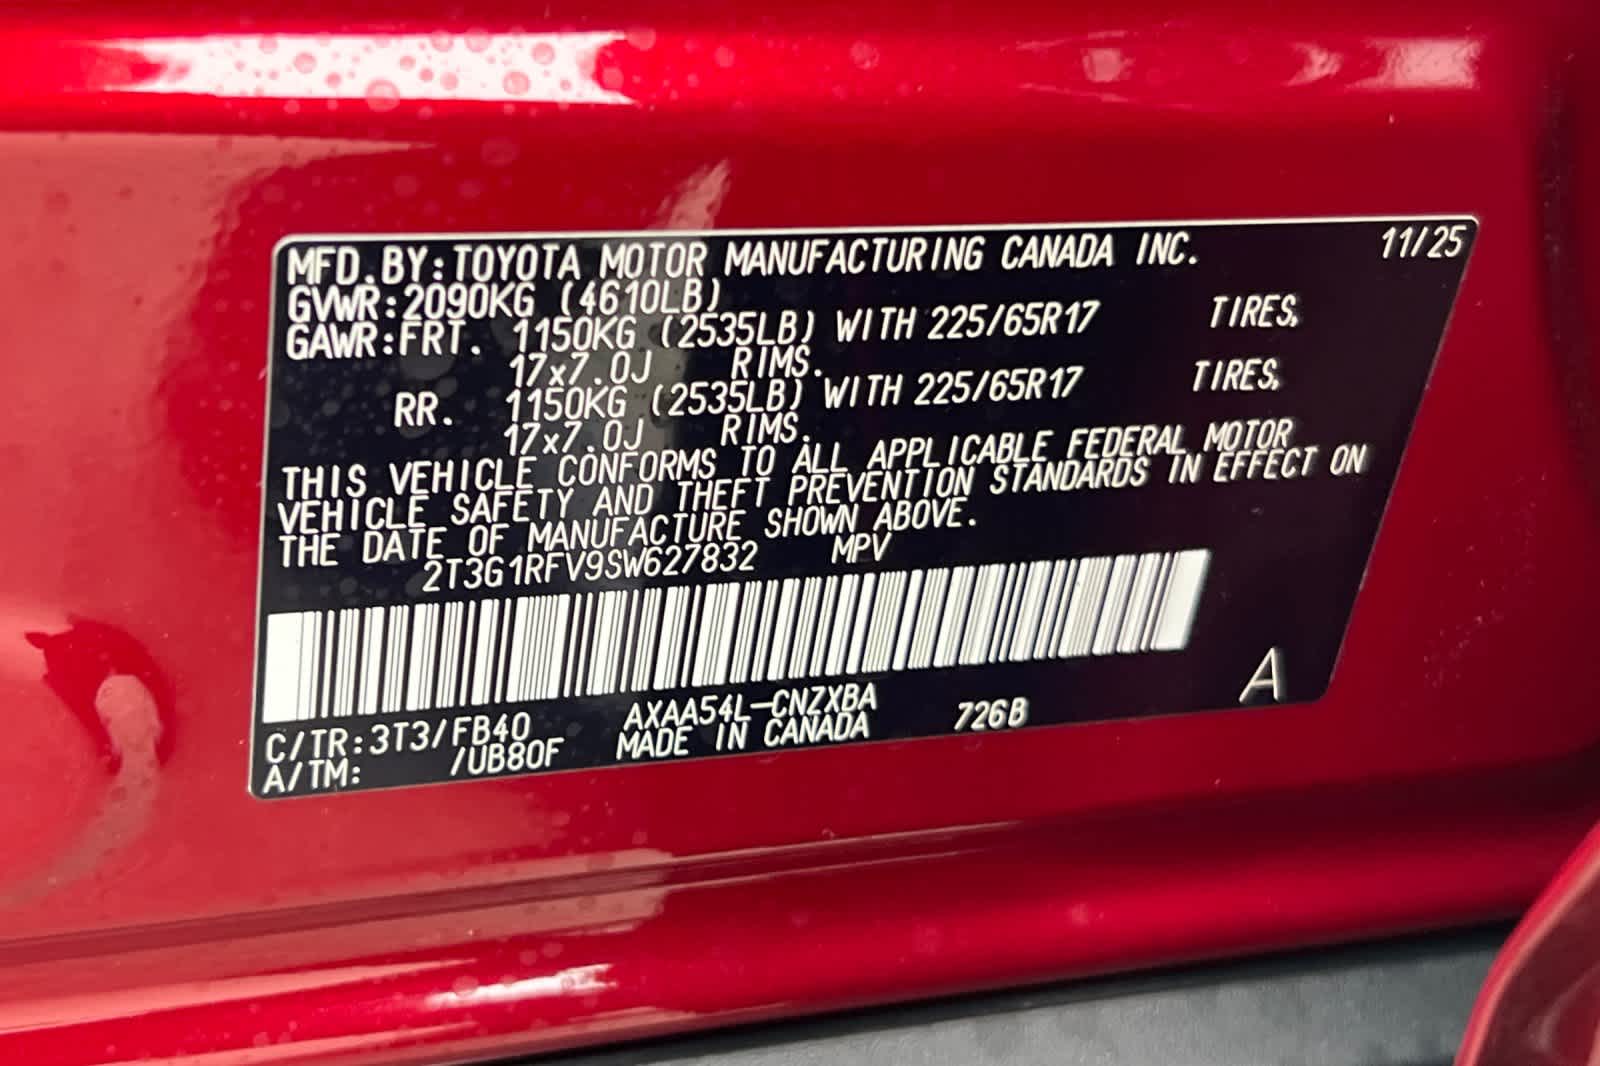 MFD.BY:TOYOTA MOTOR MANUFACTURING CANADA INC. 11/25
GVWR:2090KG (4610LB)
GAWR:FRT. 1150KG (2535LB) WITH 225/65R17 TIRES,
17x7.0J RIMS.
RR. 1150KG (2535LB) WITH 225/65R17 TIRES,
17x7.0J RIMS.
THIS VEHICLE CONFORMS TO ALL APPLICABLE FEDERAL MOTOR
VEHICLE SAFETY AND THEFT PREVENTION STANDARDS IN EFFECT ON
THE DATE OF MANUFACTURE SHOWN ABOVE.
2T3G1RFV9SW627832 MPV
C/TR:3T3/FB40 AXAA54L-CNZXBA 726B A
A/TM: /UB80F MADE IN CANADA